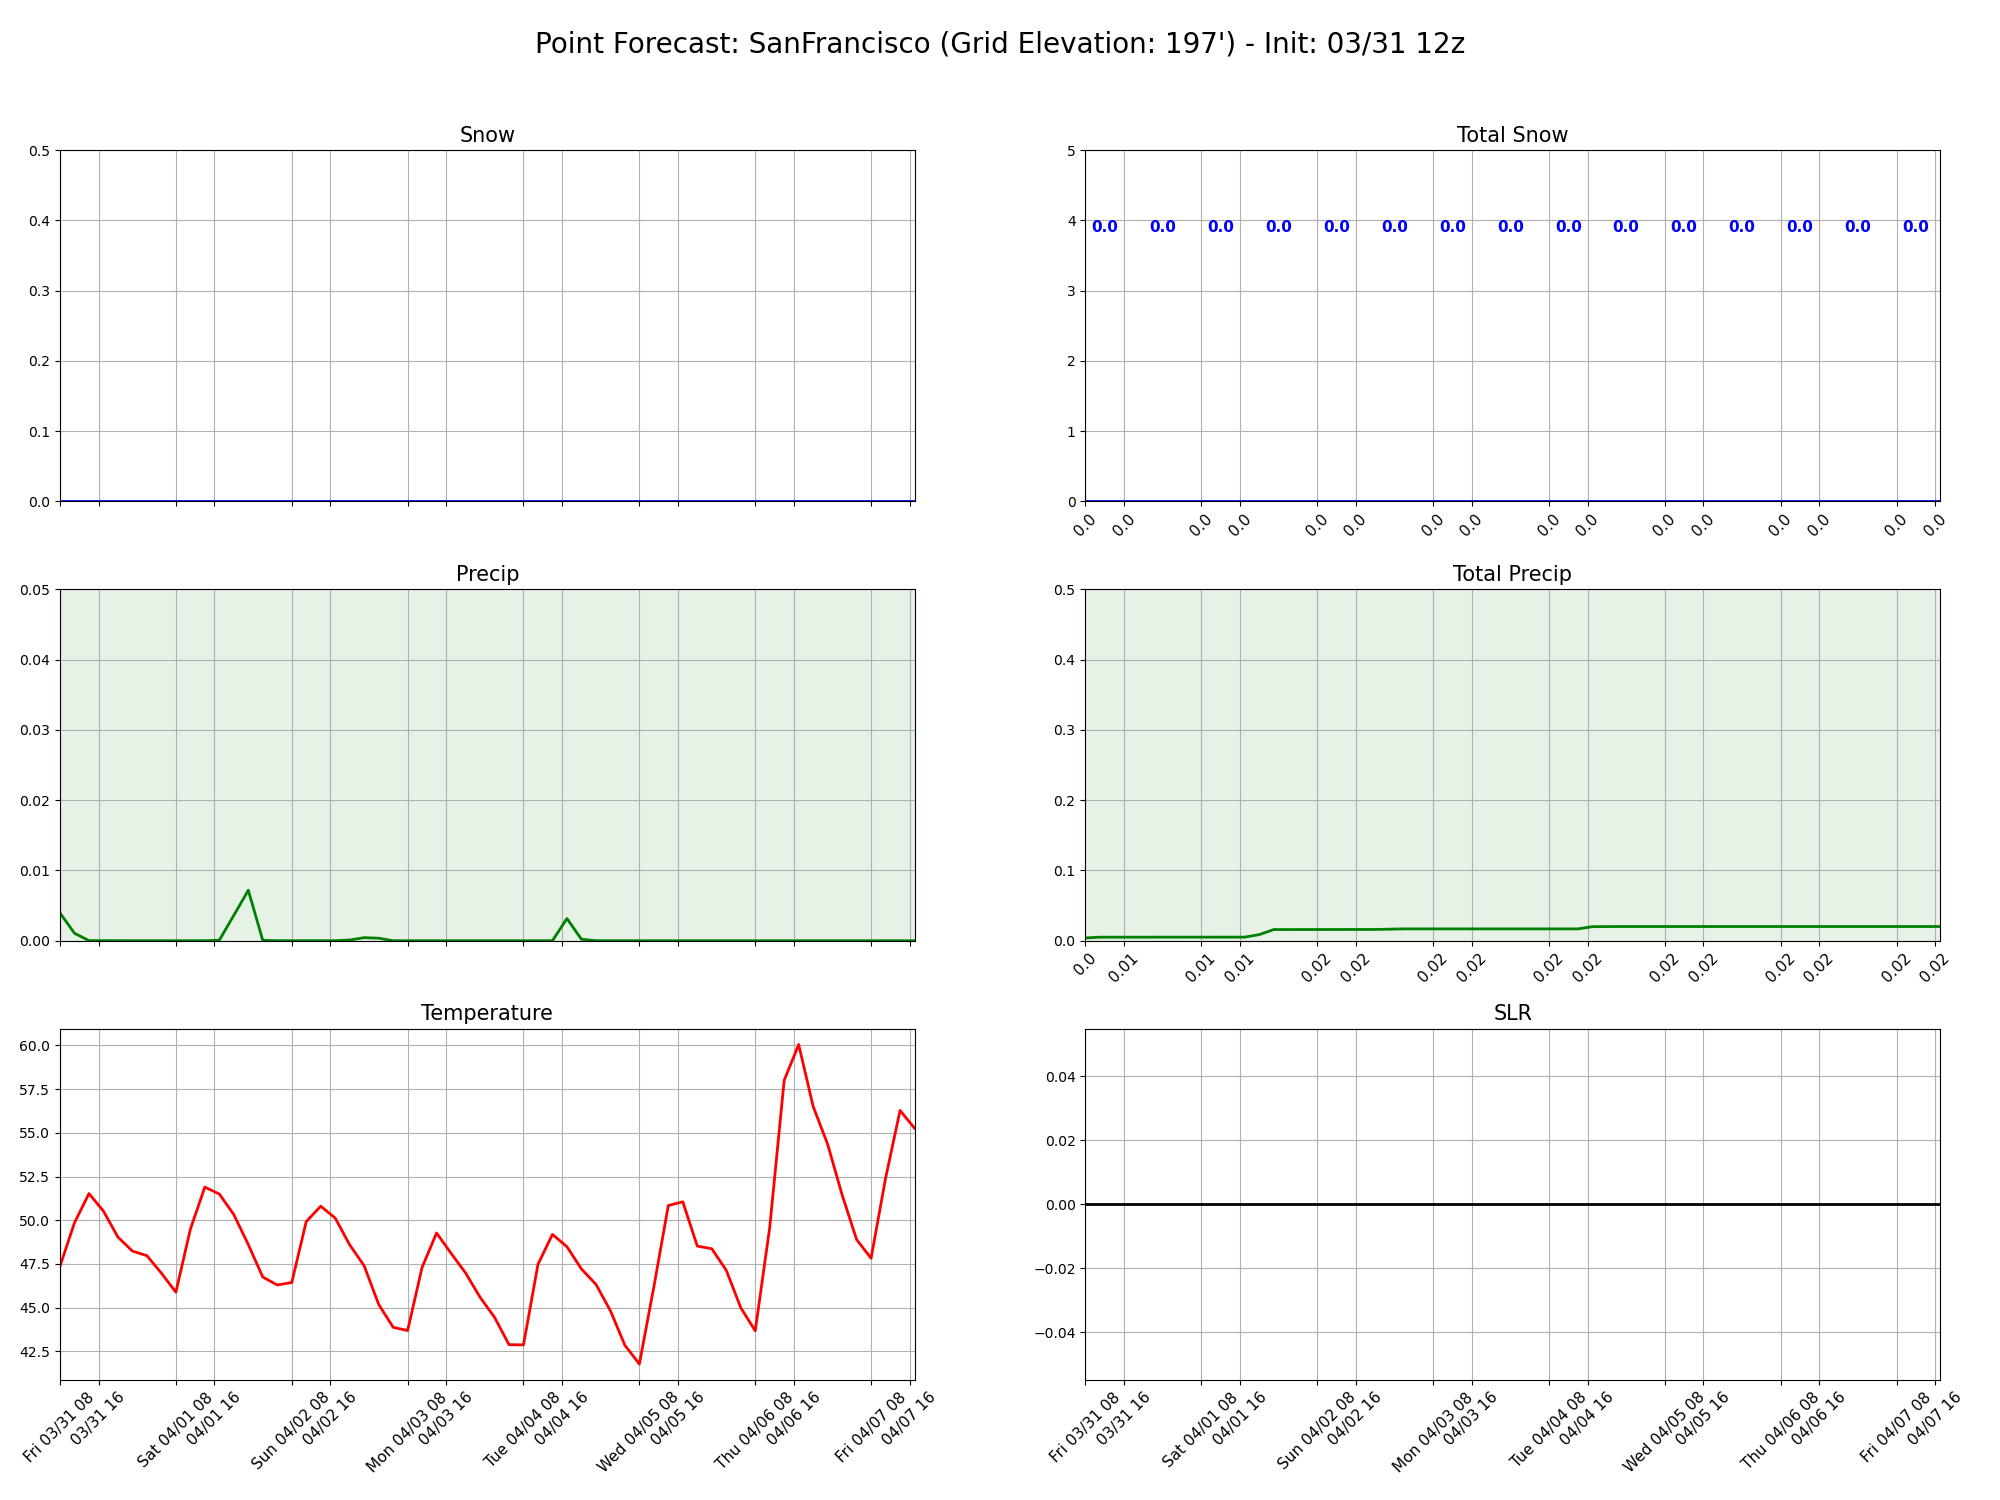 Point Forecast: SanFrancisco (Grid Elevation: 197') - Init: 03/31 12z
Snow
0.5
0.4
0.3
0.2
0.1
0.0
Total Snow
5
4
3
2
1
0
0.0 0.0 0.0 0.0 0.0 0.0 0.0 0.0 0.0 0.0 0.0 0.0 0.0 0.0 0.0
0.0 0.0 0.0 0.0 0.0 0.0 0.0 0.0 0.0 0.0 0.0 0.0 0.0 0.0 0.0 0.0
Precip
0.05
0.04
0.03
0.02
0.01
0.00
Total Precip
0.5
0.4
0.3
0.2
0.1
0.0
0.0 0.01 0.01 0.01 0.02 0.02 0.02 0.02 0.02 0.02 0.02 0.02 0.02 0.02 0.02 0.02
Temperature
60.0
57.5
55.0
52.5
50.0
47.5
45.0
42.5
Fri 03/31 08
03/31 16
Sat 04/01 08
04/01 16
Sun 04/02 08
04/02 16
Mon 04/03 08
04/03 16
Tue 04/04 08
04/04 16
Wed 04/05 08
04/05 16
Thu 04/06 08
04/06 16
Fri 04/07 08
04/07 16
SLR
0.04
0.02
0.00
−0.02
−0.04
Fri 03/31 08
03/31 16
Sat 04/01 08
04/01 16
Sun 04/02 08
04/02 16
Mon 04/03 08
04/03 16
Tue 04/04 08
04/04 16
Wed 04/05 08
04/05 16
Thu 04/06 08
04/06 16
Fri 04/07 08
04/07 16